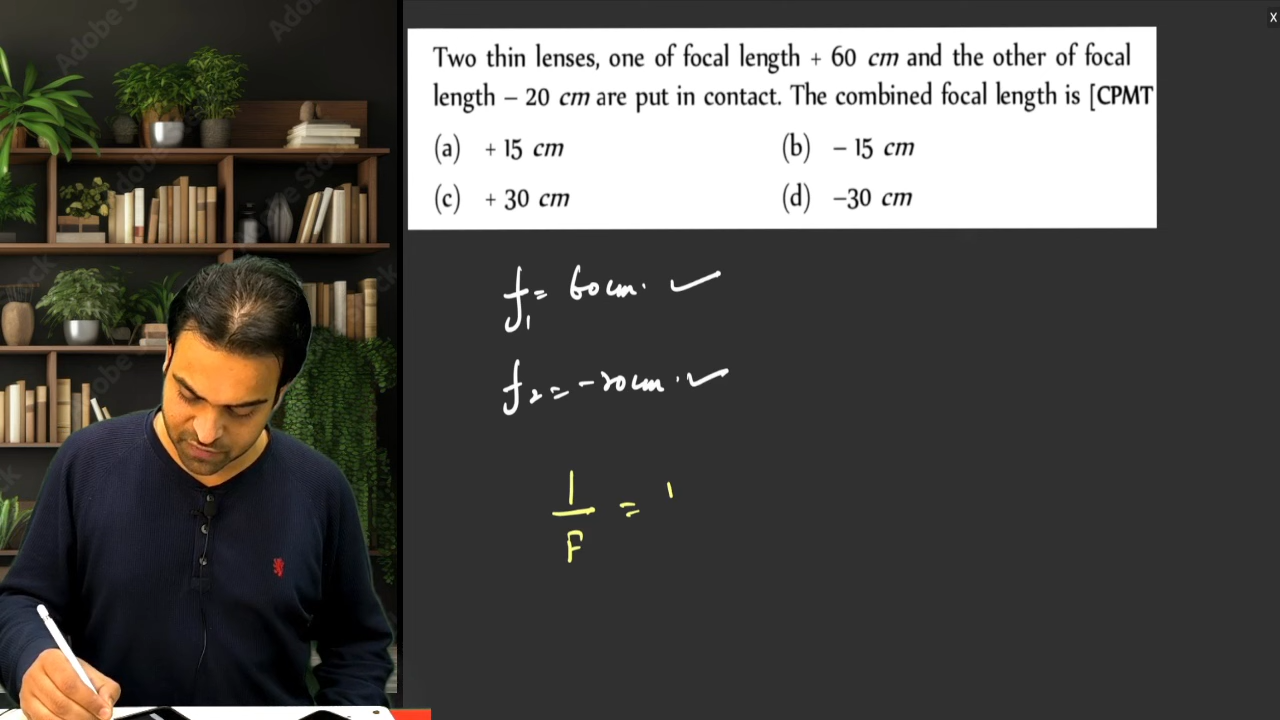 Two thin lenses, one of focal length + 60 cm and the other of focal
length – 20 cm are put in contact. The combined focal length is [CPMT
(a) + 15 cm (b) – 15 cm
(c) + 30 cm (d) –30 cm
f₁ = 60cm. ✓
f₂ = -20cm. ✓
1
F =
X
Adobe Stock